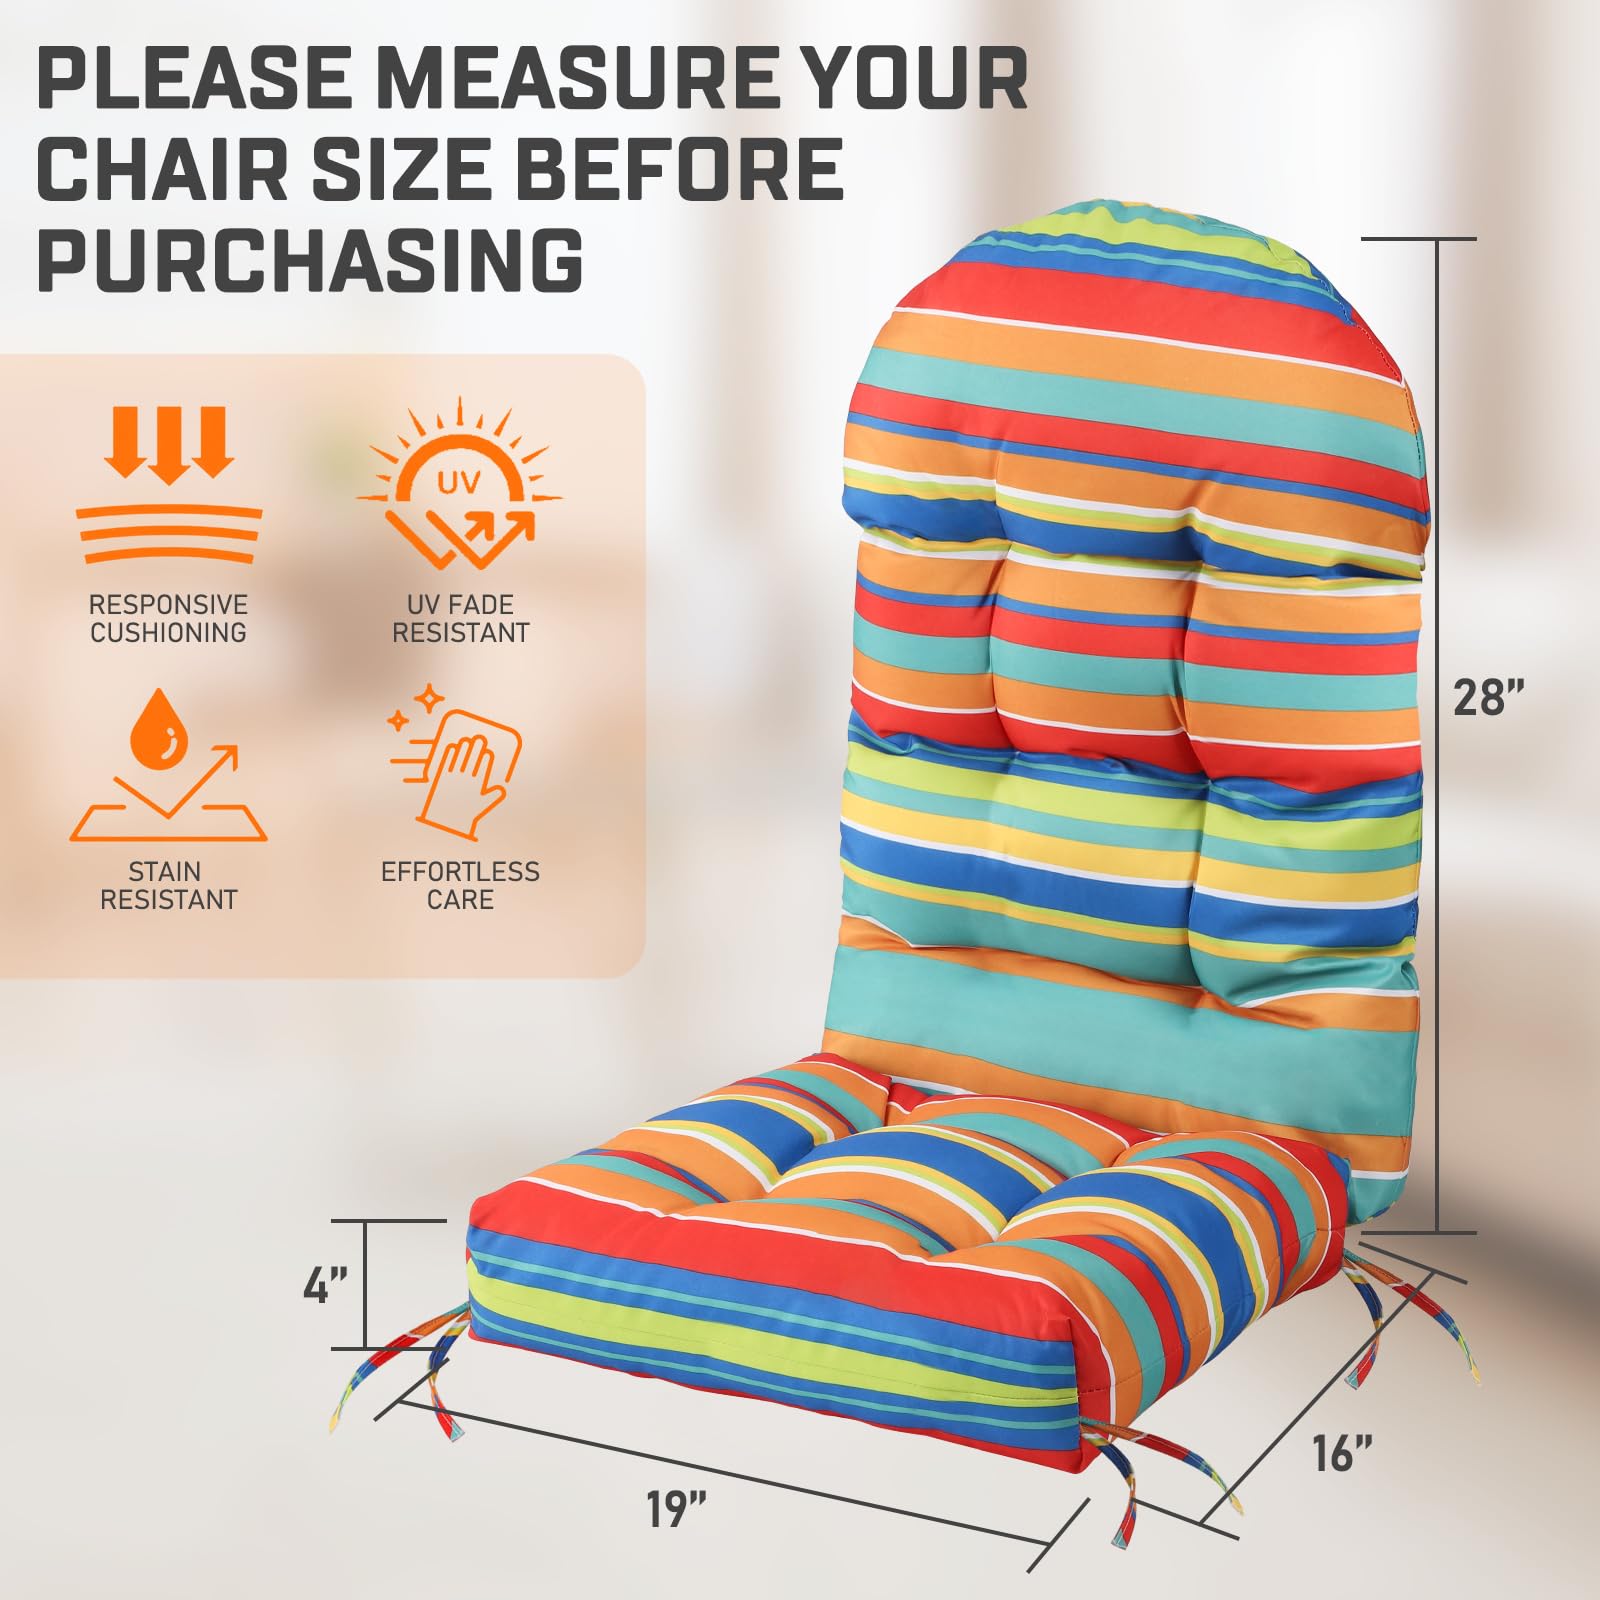 PLEASE MEASURE YOUR
CHAIR SIZE BEFORE
PURCHASING
UV
RESPONSIVE
CUSHIONING
UV FADE
RESISTANT
STAIN
RESISTANT
EFFORTLESS
CARE
28”
4”
16”
19”